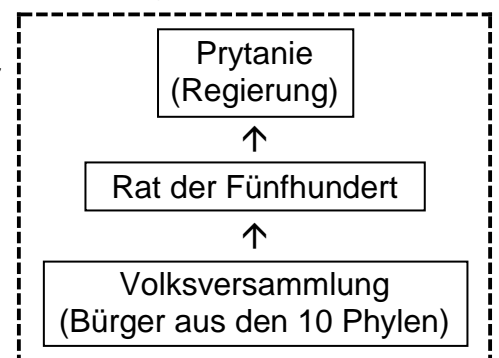 Prytanie
(Regierung)
↑
Rat der Fünfhundert
↑
Volksversammlung
(Bürger aus den 10 Phylen)